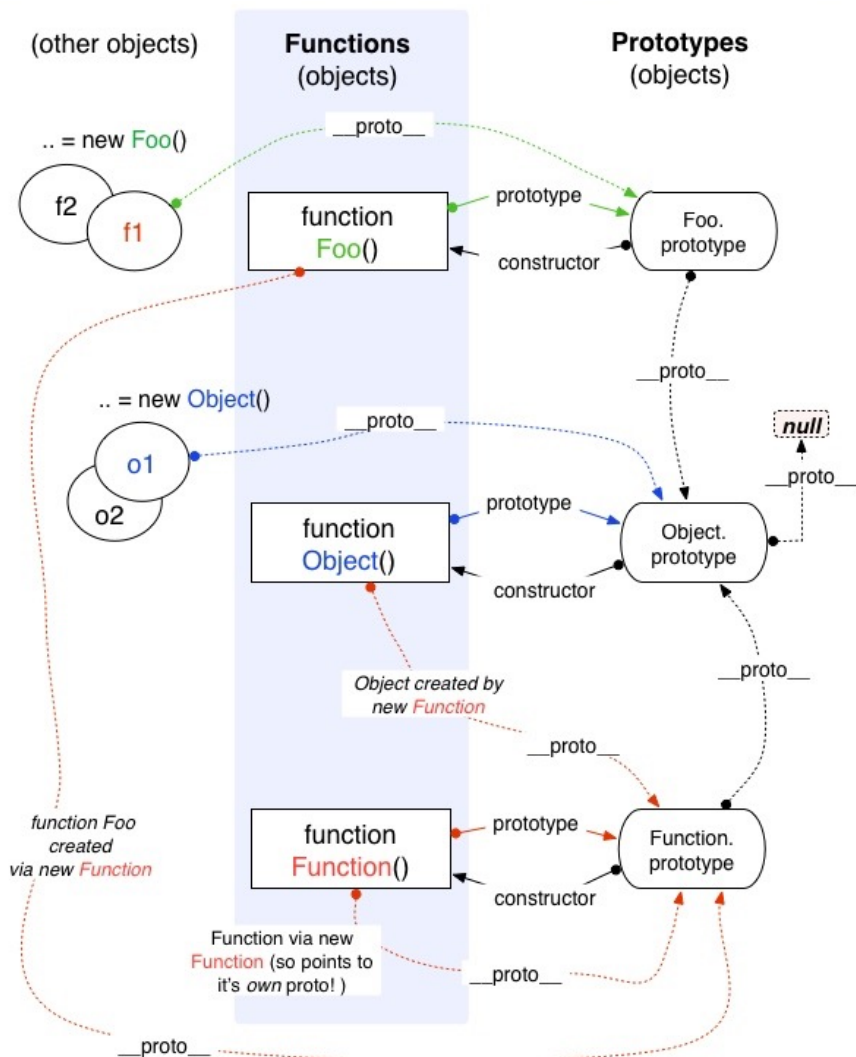 (other objects)
Functions
(objects)
Prototypes
(objects)
__proto__
.. = new Foo()
f2
f1
function
Foo()
prototype
constructor
Foo.
prototype
__proto__
.. = new Object()
__proto__
null
__proto__
o1
o2
function
Object()
prototype
constructor
Object.
prototype
Object created by
new Function
__proto__
__proto__
function Foo
created
via new Function
function
Function()
prototype
constructor
Function.
prototype
Function via new
Function (so points to
it's own proto! )
__proto__
__proto__